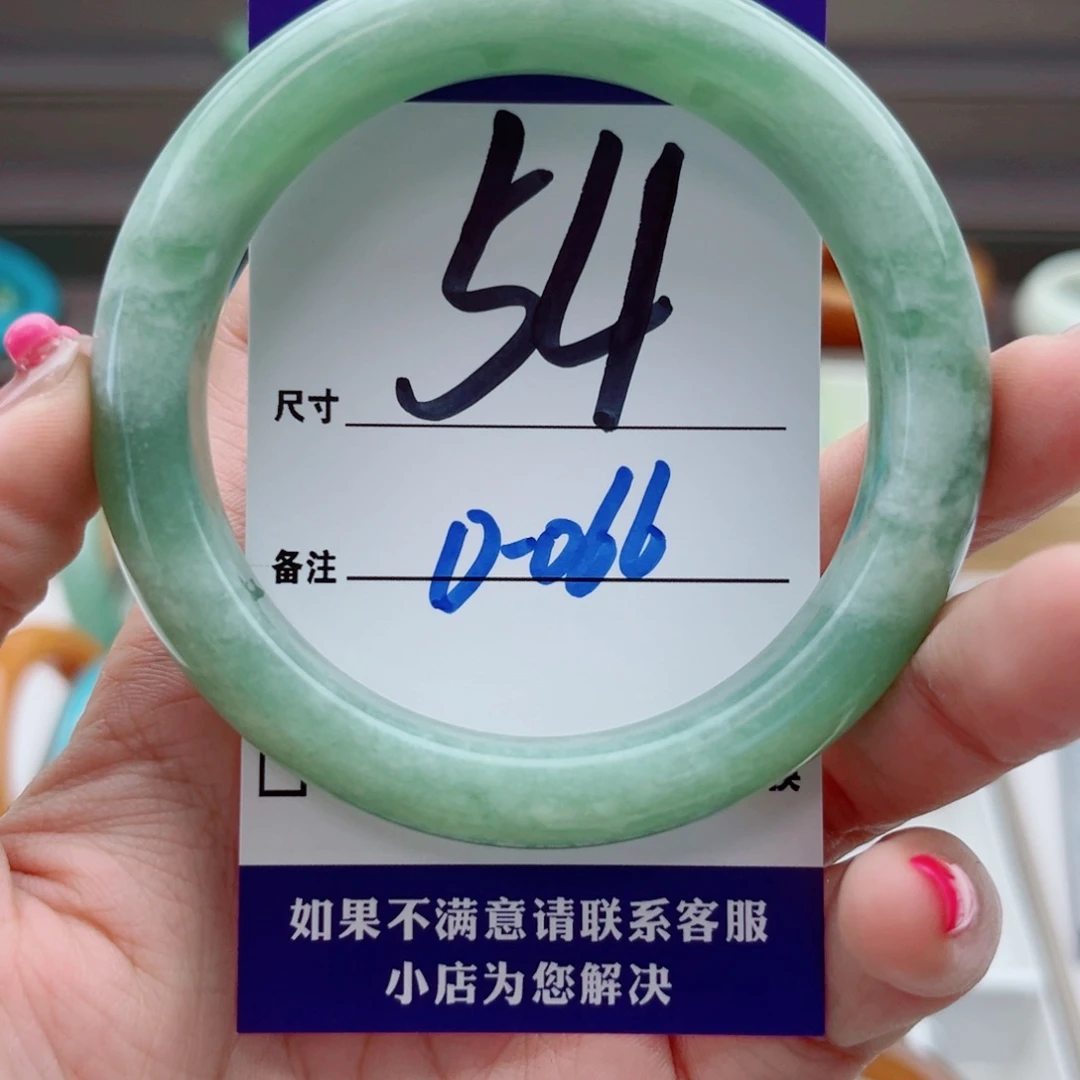 尺寸 54
备注 D-066
换
如果不满意请联系客服
小店为您解决